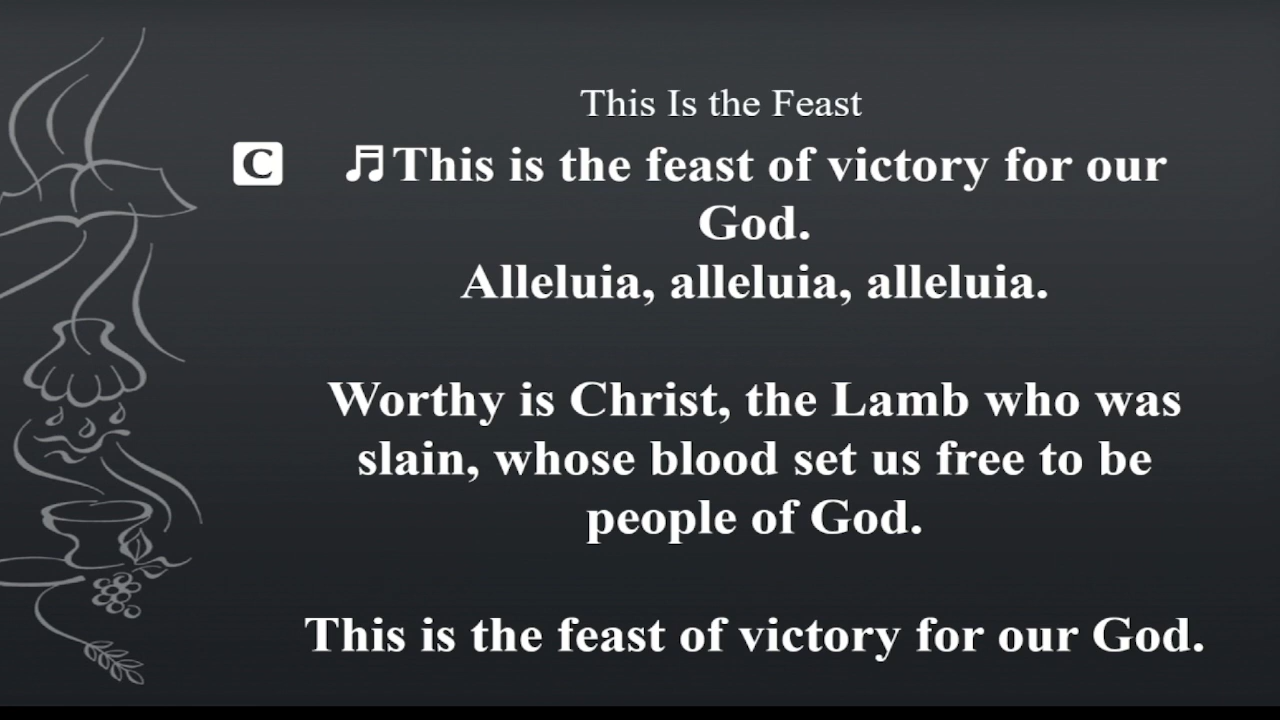 This Is the Feast
C ♫This is the feast of victory for our
God.
Alleluia, alleluia, alleluia.
Worthy is Christ, the Lamb who was
slain, whose blood set us free to be
people of God.
This is the feast of victory for our God.